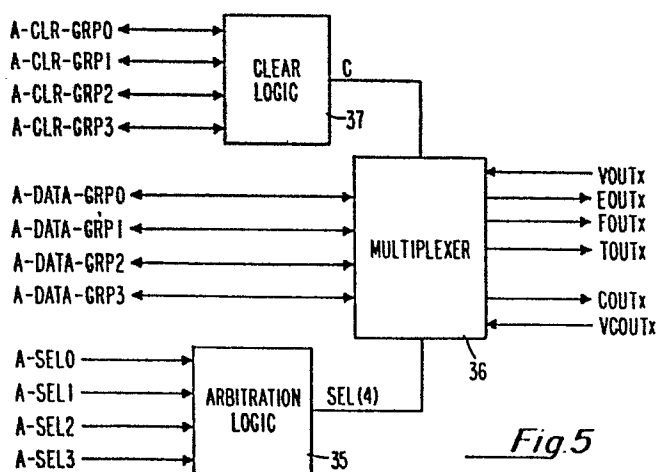 A-CLR-GRP0
A-CLR-GRP1
A-CLR-GRP2
A-CLR-GRP3
CLEAR
LOGIC
C
37
A-DATA-GRP0
A-DATA-GRP1
A-DATA-GRP2
A-DATA-GRP3
MULTIPLEXER
36
VOUTx
EOUTx
FOUTx
TOUTx
COUTx
VCOUTx
A-SEL0
A-SEL1
A-SEL2
A-SEL3
ARBITRATION
LOGIC
SEL(4)
35
Fig.5